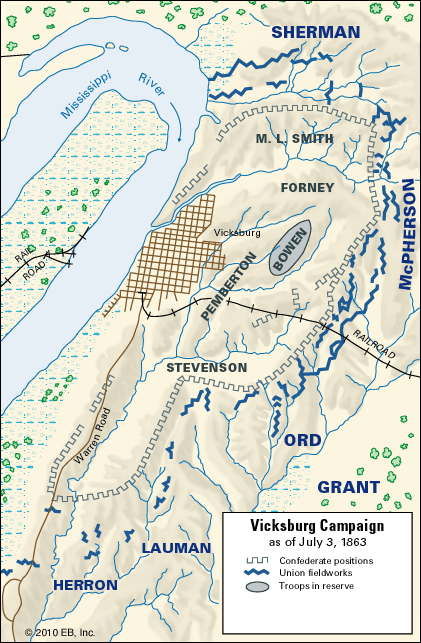 SHERMAN
Mississippi
River
M. L. SMITH
FORNEY
McPHERSON
Vicksburg
BOWEN
PEMBERTON
RAIL
ROAD
RAILROAD
STEVENSON
Warren Road
ORD
GRANT
LAUMAN
HERRON
Vicksburg Campaign
as of July 3, 1863
Confederate positions
Union fieldworks
Troops in reserve
© 2010 EB, Inc.